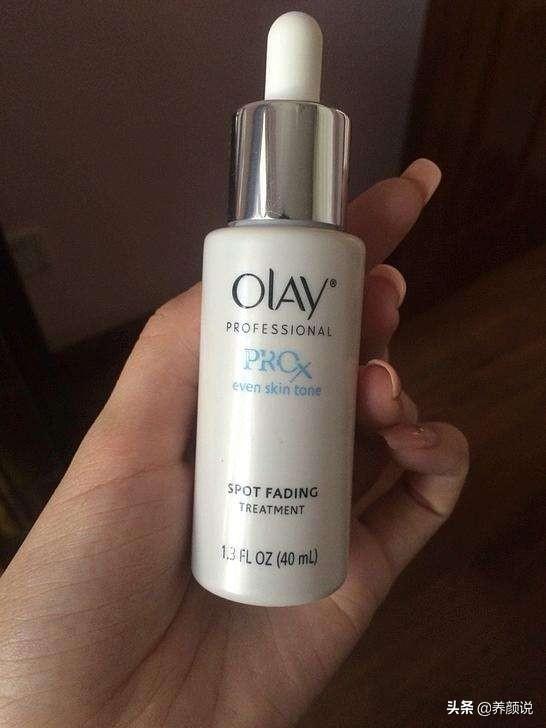 OLAY®
PROFESSIONAL
PROX
even skin tone
SPOT FADING
TREATMENT
1.3 FL OZ (40 mL)
头条 @养颜说